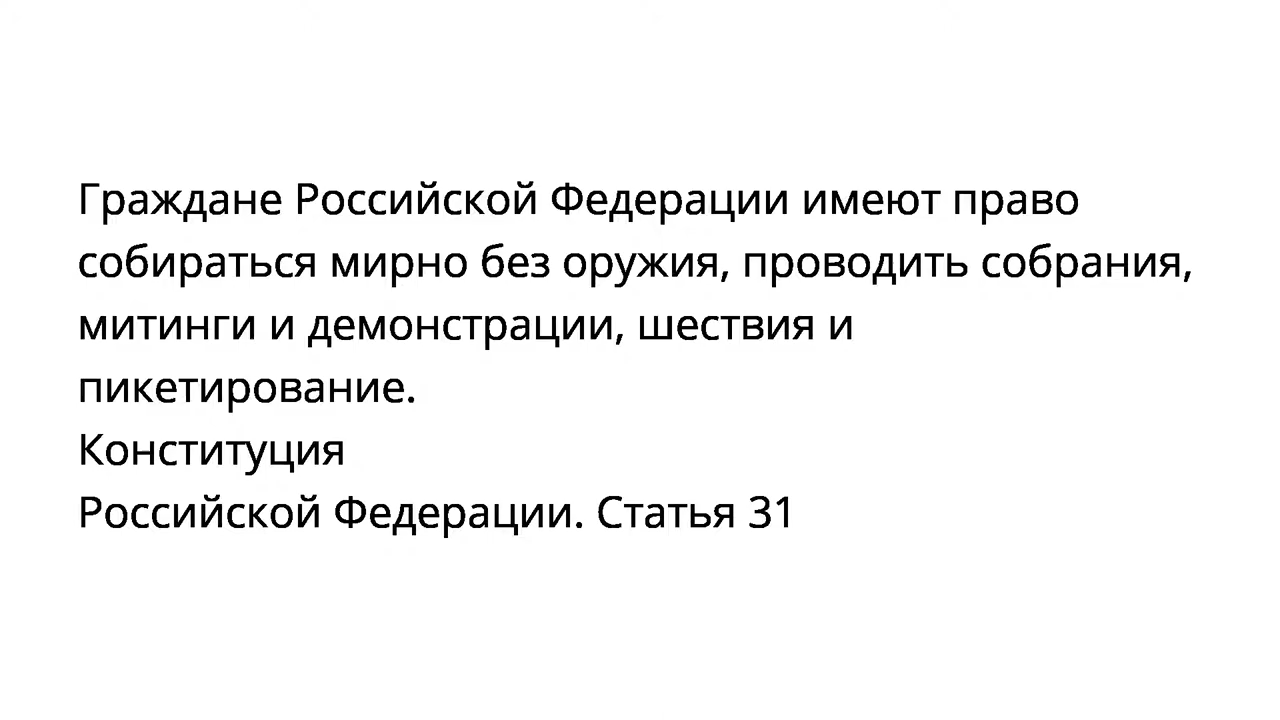 Граждане Российской Федерации имеют право
собираться мирно без оружия, проводить собрания,
митинги и демонстрации, шествия и
пикетирование.
Конституция
Российской Федерации. Статья 31